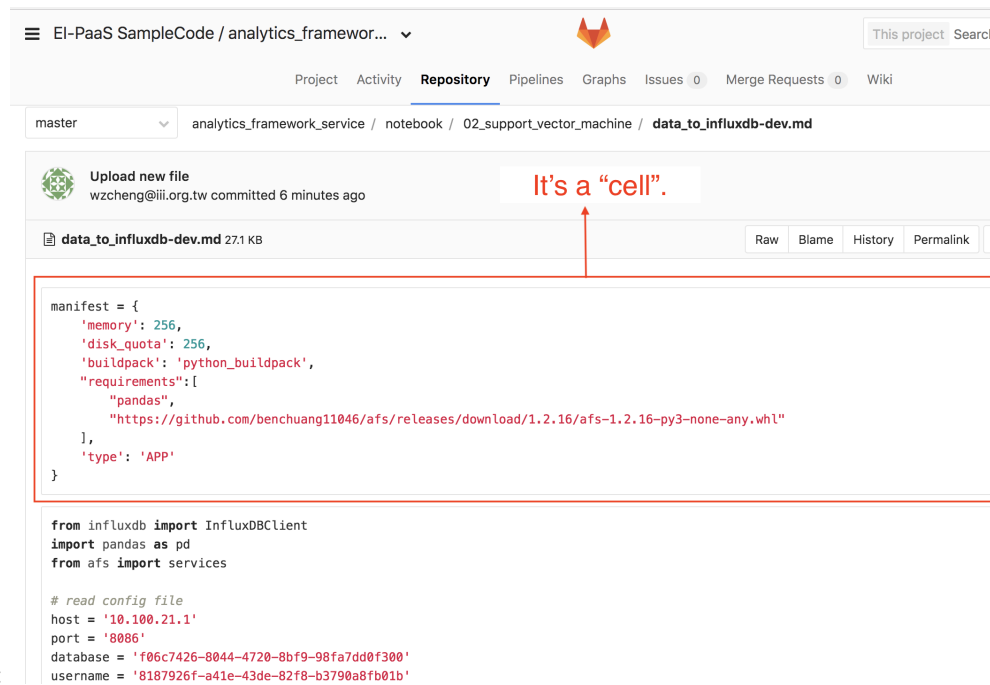 EI-PaaS SampleCode / analytics_framewor...
This project Search
Project Activity Repository Pipelines Graphs Issues 0 Merge Requests 0 Wiki
master analytics_framework_service / notebook / 02_support_vector_machine / data_to_influxdb-dev.md
Upload new file
wzcheng@iii.org.tw committed 6 minutes ago
It's a “cell”.
data_to_influxdb-dev.md 27.1 KB
Raw Blame History Permalink
manifest = {
    'memory': 256,
    'disk_quota': 256,
    'buildpack': 'python_buildpack',
    "requirements":[
        "pandas",
        "https://github.com/benchuang11046/afs/releases/download/1.2.16/afs-1.2.16-py3-none-any.whl"
    ],
    'type': 'APP'
}
from influxdb import InfluxDBClient
import pandas as pd
from afs import services
# read config file
host = '10.100.21.1'
port = '8086'
database = 'f06c7426-8044-4720-8bf9-98fa7dd0f300'
username = '8187926f-a41e-43de-82f8-b3790a8fb01b'